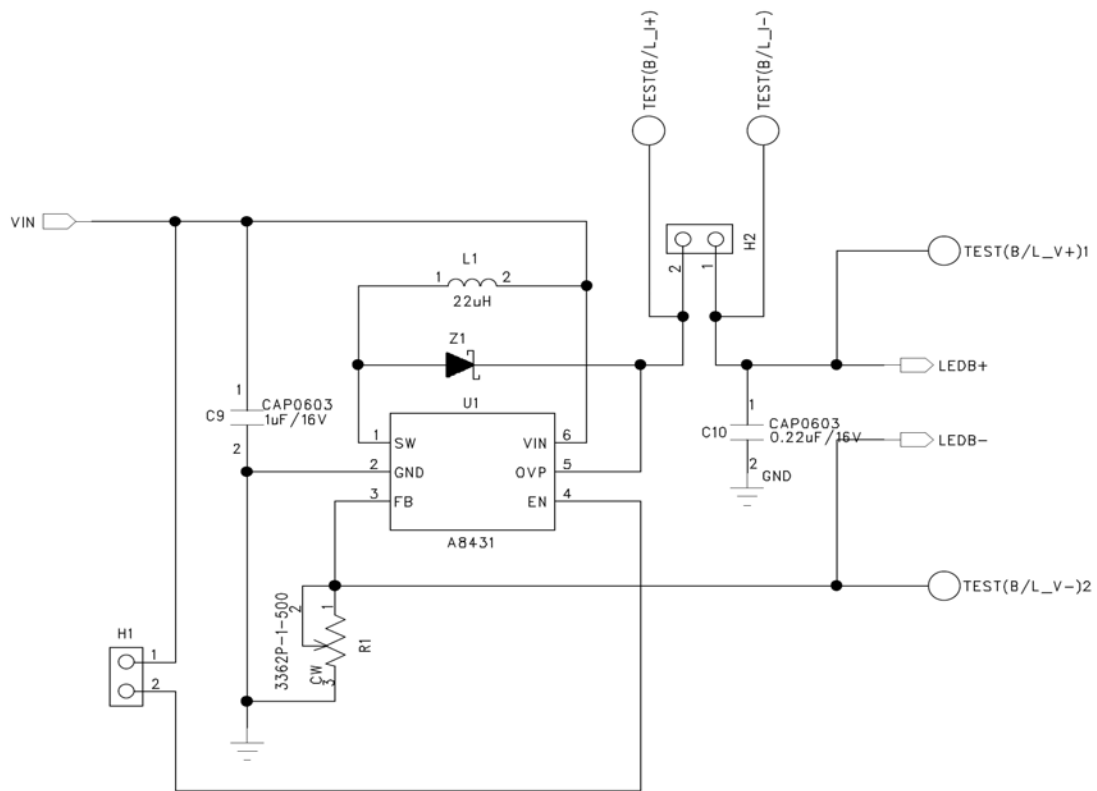 TEST(B/L_I+)
TEST(B/L_I-)
VIN
H2
2
1
TEST(B/L_V+)1
L1
1
2
22uH
Z1
LEDB+
1
C9
CAP0603
1uF/16V
2
U1
1
SW
VIN
6
2
GND
OVP
5
3
FB
EN
4
A8431
1
C10
CAP0603
0.22uF/16V
2
GND
LEDB-
TEST(B/L_V-)2
3362P-1-500
2
1
R1
CW
3
H1
1
2